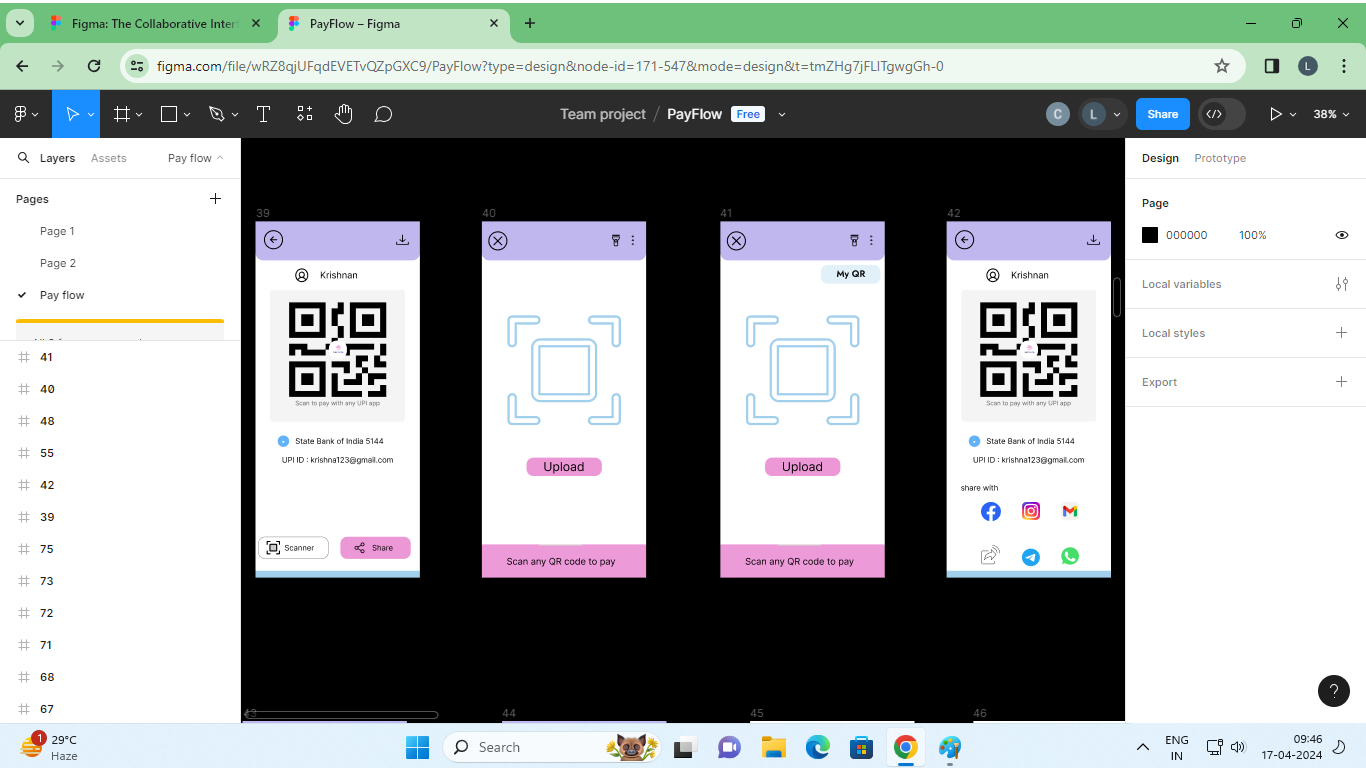 Figma: The Collaborative Inter
PayFlow – Figma
figma.com/file/wRZ8qjUFqdEVETvQZpGXC9/PayFlow?type=design&node-id=171-547&mode=design&t=tmZHg7jFLITgwgGh-0
L
Team project / PayFlow Free
C
L
Share
38%
Layers
Assets
Pay flow
Pages
Page 1
Page 2
Pay flow
41
40
48
55
42
39
75
73
72
71
68
67
39
Krishnan
Scan to pay with any UPI app
State Bank of India 5144
UPI ID : krishna123@gmail.com
Scanner
Share
40
Upload
Scan any QR code to pay
41
My QR
Upload
Scan any QR code to pay
42
Krishnan
Scan to pay with any UPI app
State Bank of India 5144
UPI ID : krishna123@gmail.com
share with
43
44
45
46
Design
Prototype
Page
000000
100%
Local variables
Local styles
Export
?
1
29°C
Haze
Search
ENG
IN
09:46
17-04-2024